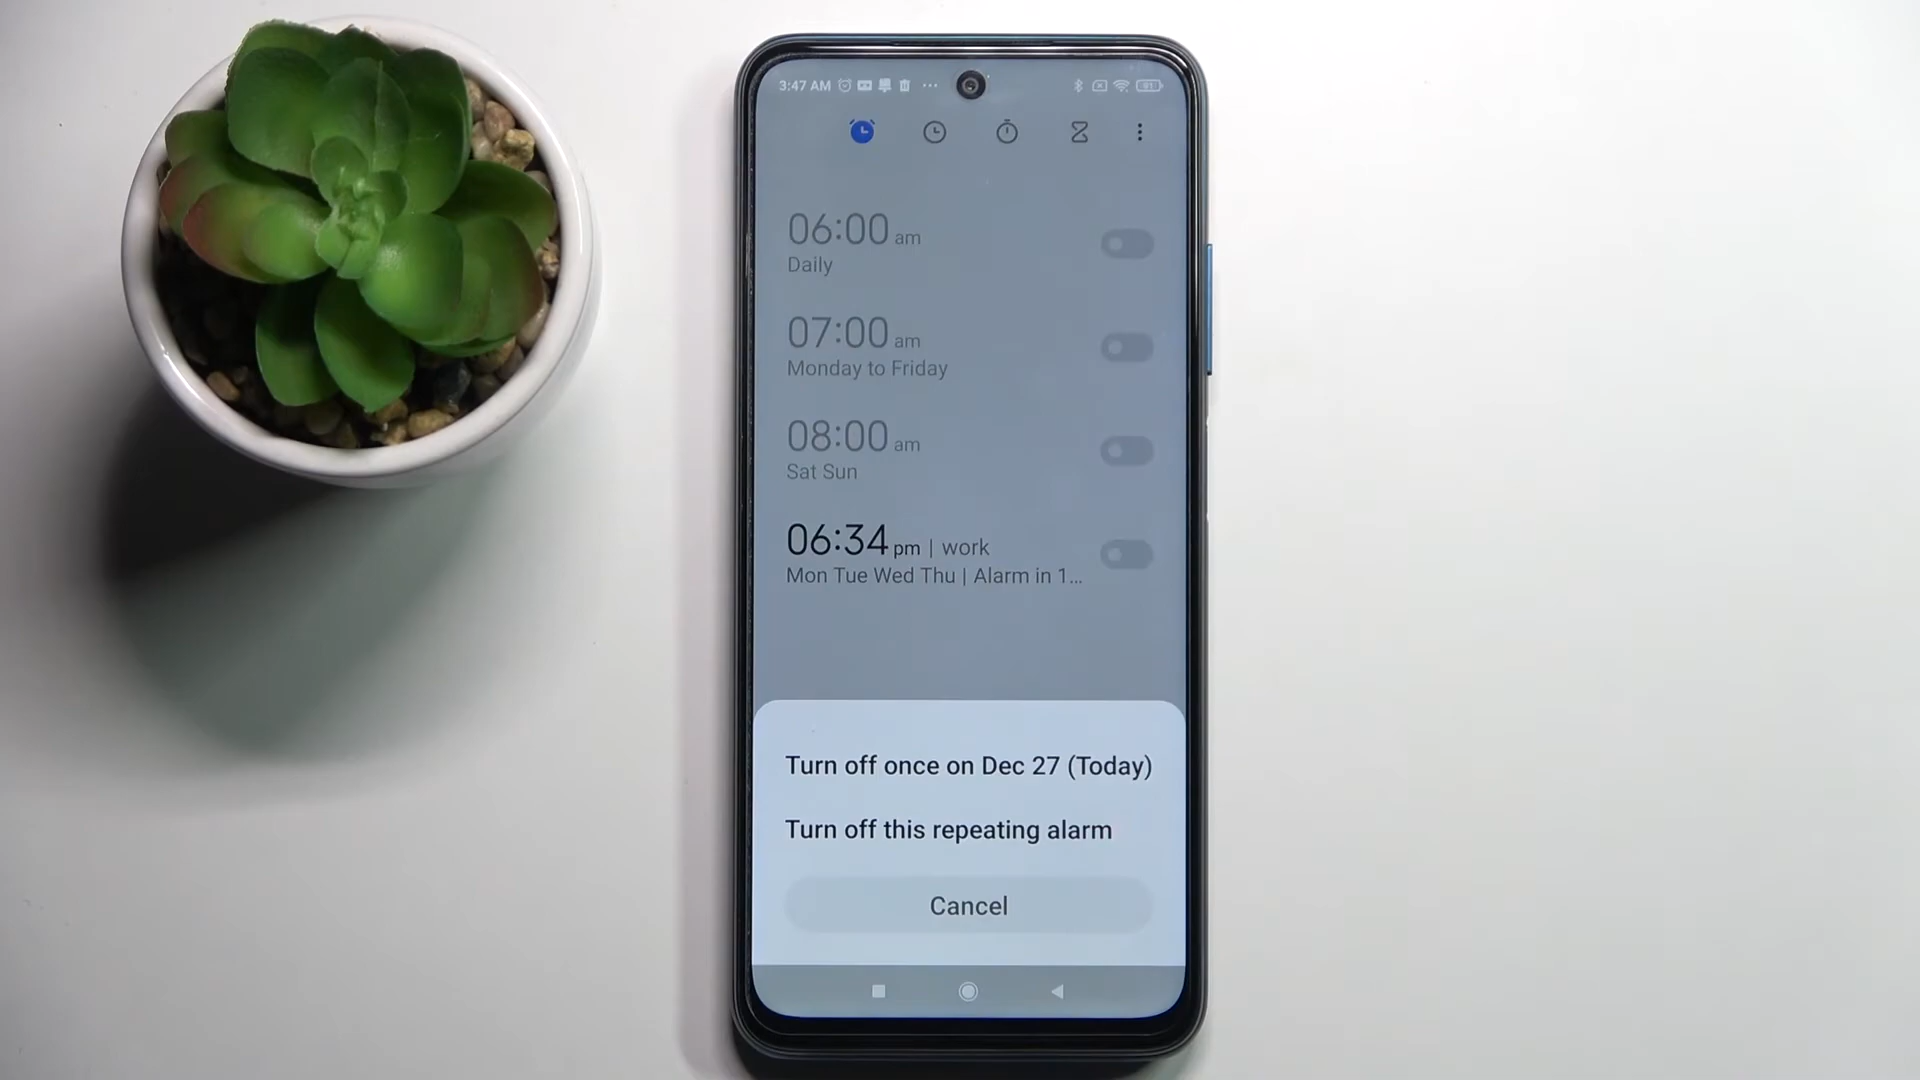 3:47 AM
06:00 am
Daily
07:00 am
Monday to Friday
08:00 am
Sat Sun
06:34 pm | work
Mon Tue Wed Thu | Alarm in 1...
Turn off once on Dec 27 (Today)
Turn off this repeating alarm
Cancel